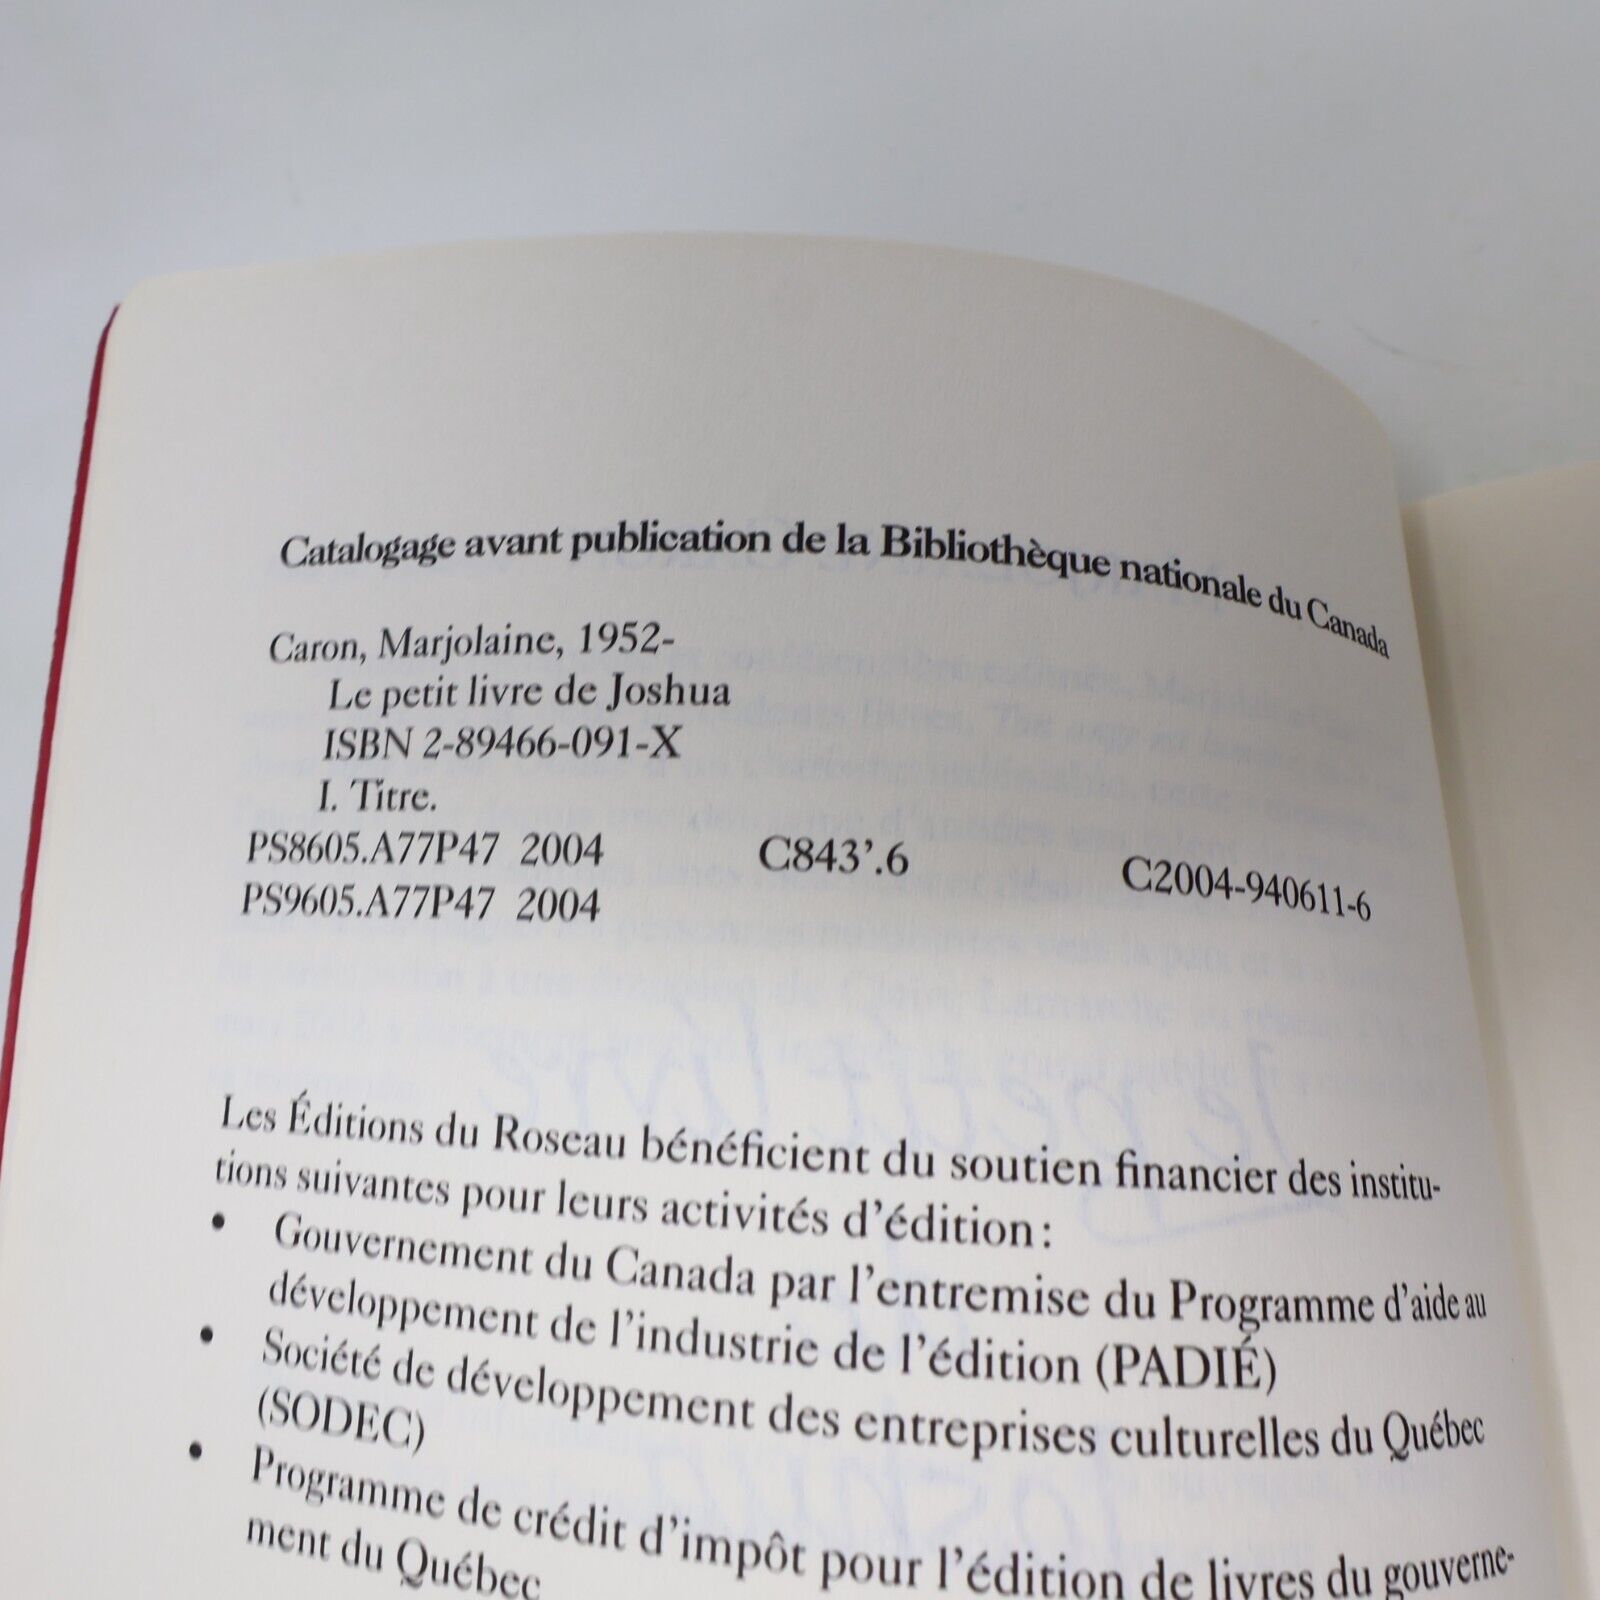 Catalogage avant publication de la Bibliothèque nationale du Canada
Caron, Marjolaine, 1952-
Le petit livre de Joshua
ISBN 2-89466-091-X
I. Titre.
PS8605.A77P47 2004 C843’.6 C2004-940611-6
PS9605.A77P47 2004
Les Éditions du Roseau bénéficient du soutien financier des institu-
tions suivantes pour leurs activités d’édition :
• Gouvernement du Canada par l’entremise du Programme d’aide au
développement de l’industrie de l’édition (PADIÉ)
• Société de développement des entreprises culturelles du Québec
(SODEC)
• Programme de crédit d’impôt pour l’édition de livres du gouverne-
ment du Québec